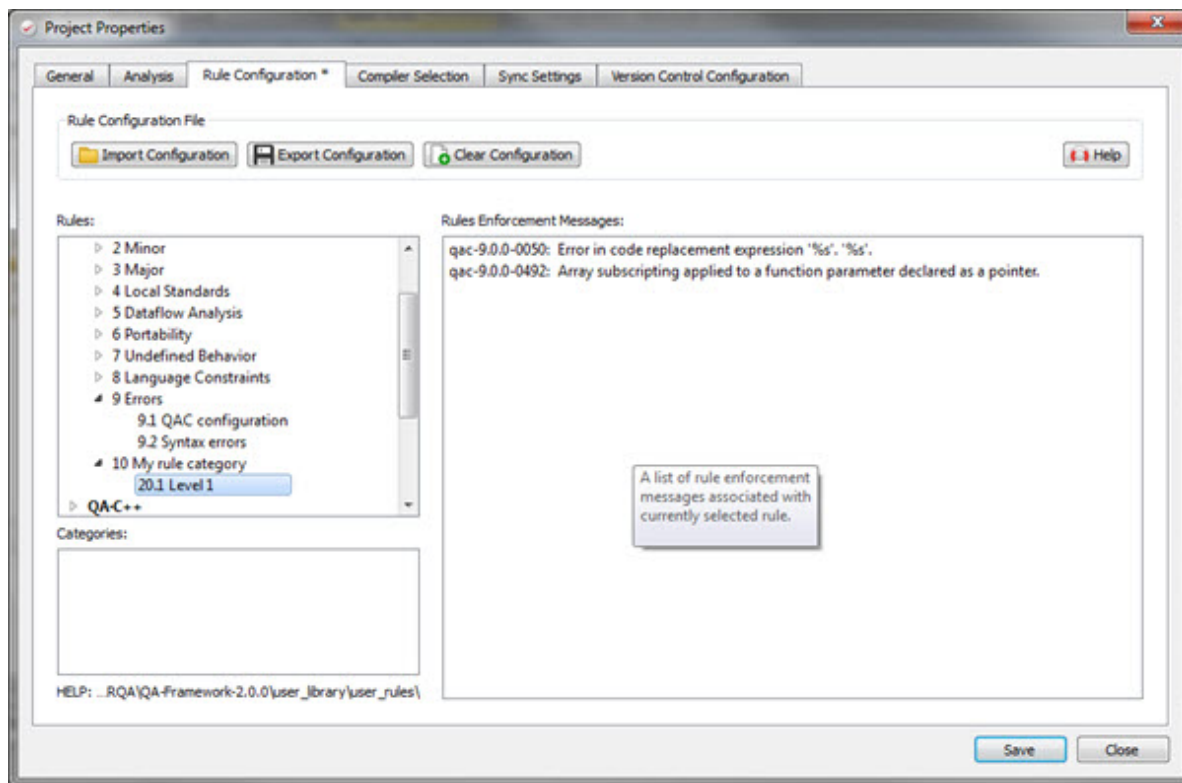 Project Properties
General Analysis Rule Configuration * Compiler Selection Sync Settings Version Control Configuration
Rule Configuration File
Import Configuration Export Configuration Clear Configuration Help
Rules:
2 Minor
3 Major
4 Local Standards
5 Dataflow Analysis
6 Portability
7 Undefined Behavior
8 Language Constraints
9 Errors
9.1 QAC configuration
9.2 Syntax errors
10 My rule category
20.1 Level 1
QA-C++
Categories:
HELP: ...RQA\QA-Framework-2.0.0\user_library\user_rules\
Rules Enforcement Messages:
qac-9.0.0-0050: Error in code replacement expression '%s'. '%s'.
qac-9.0.0-0492: Array subscripting applied to a function parameter declared as a pointer.
A list of rule enforcement
messages associated with
currently selected rule.
Save Close